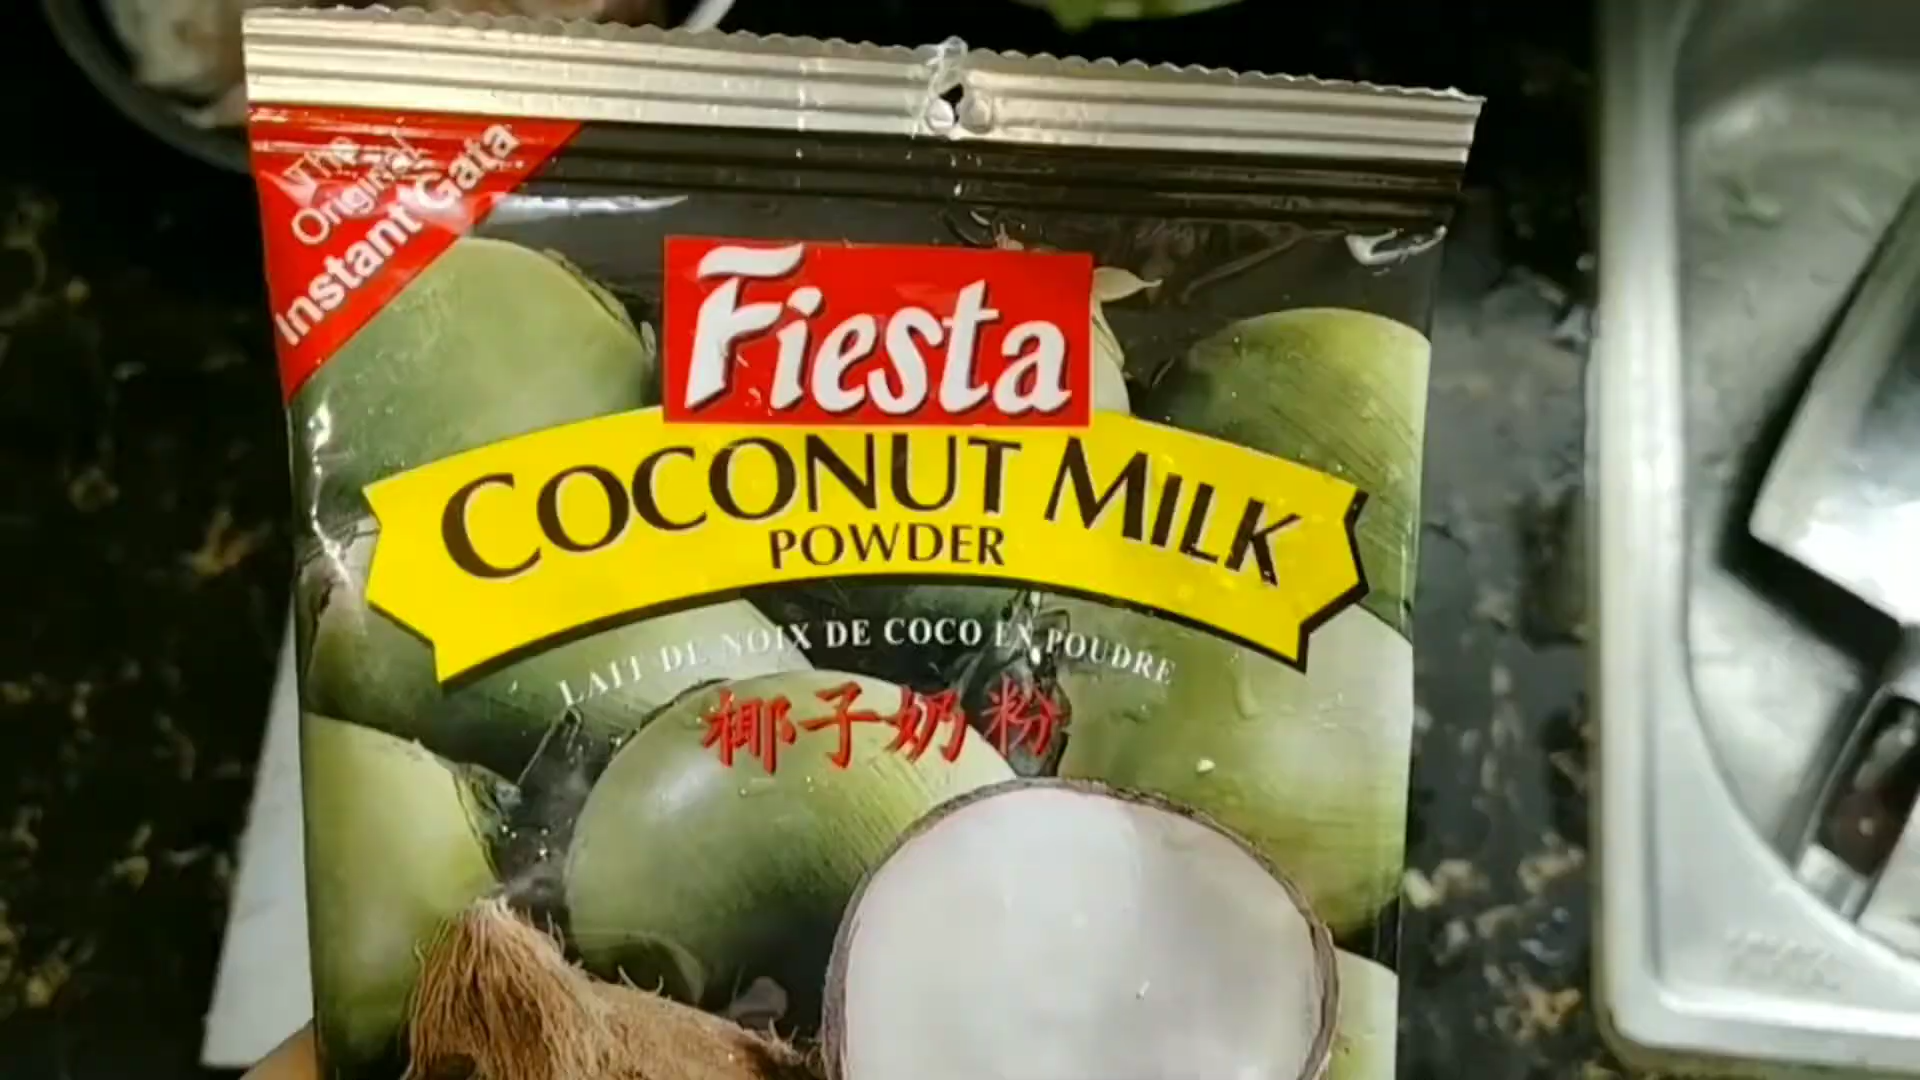 The
Original
Instant Gata
Fiesta
COCONUT MILK
POWDER
LAIT DE NOIX DE COCO EN POUDRE
椰子奶粉